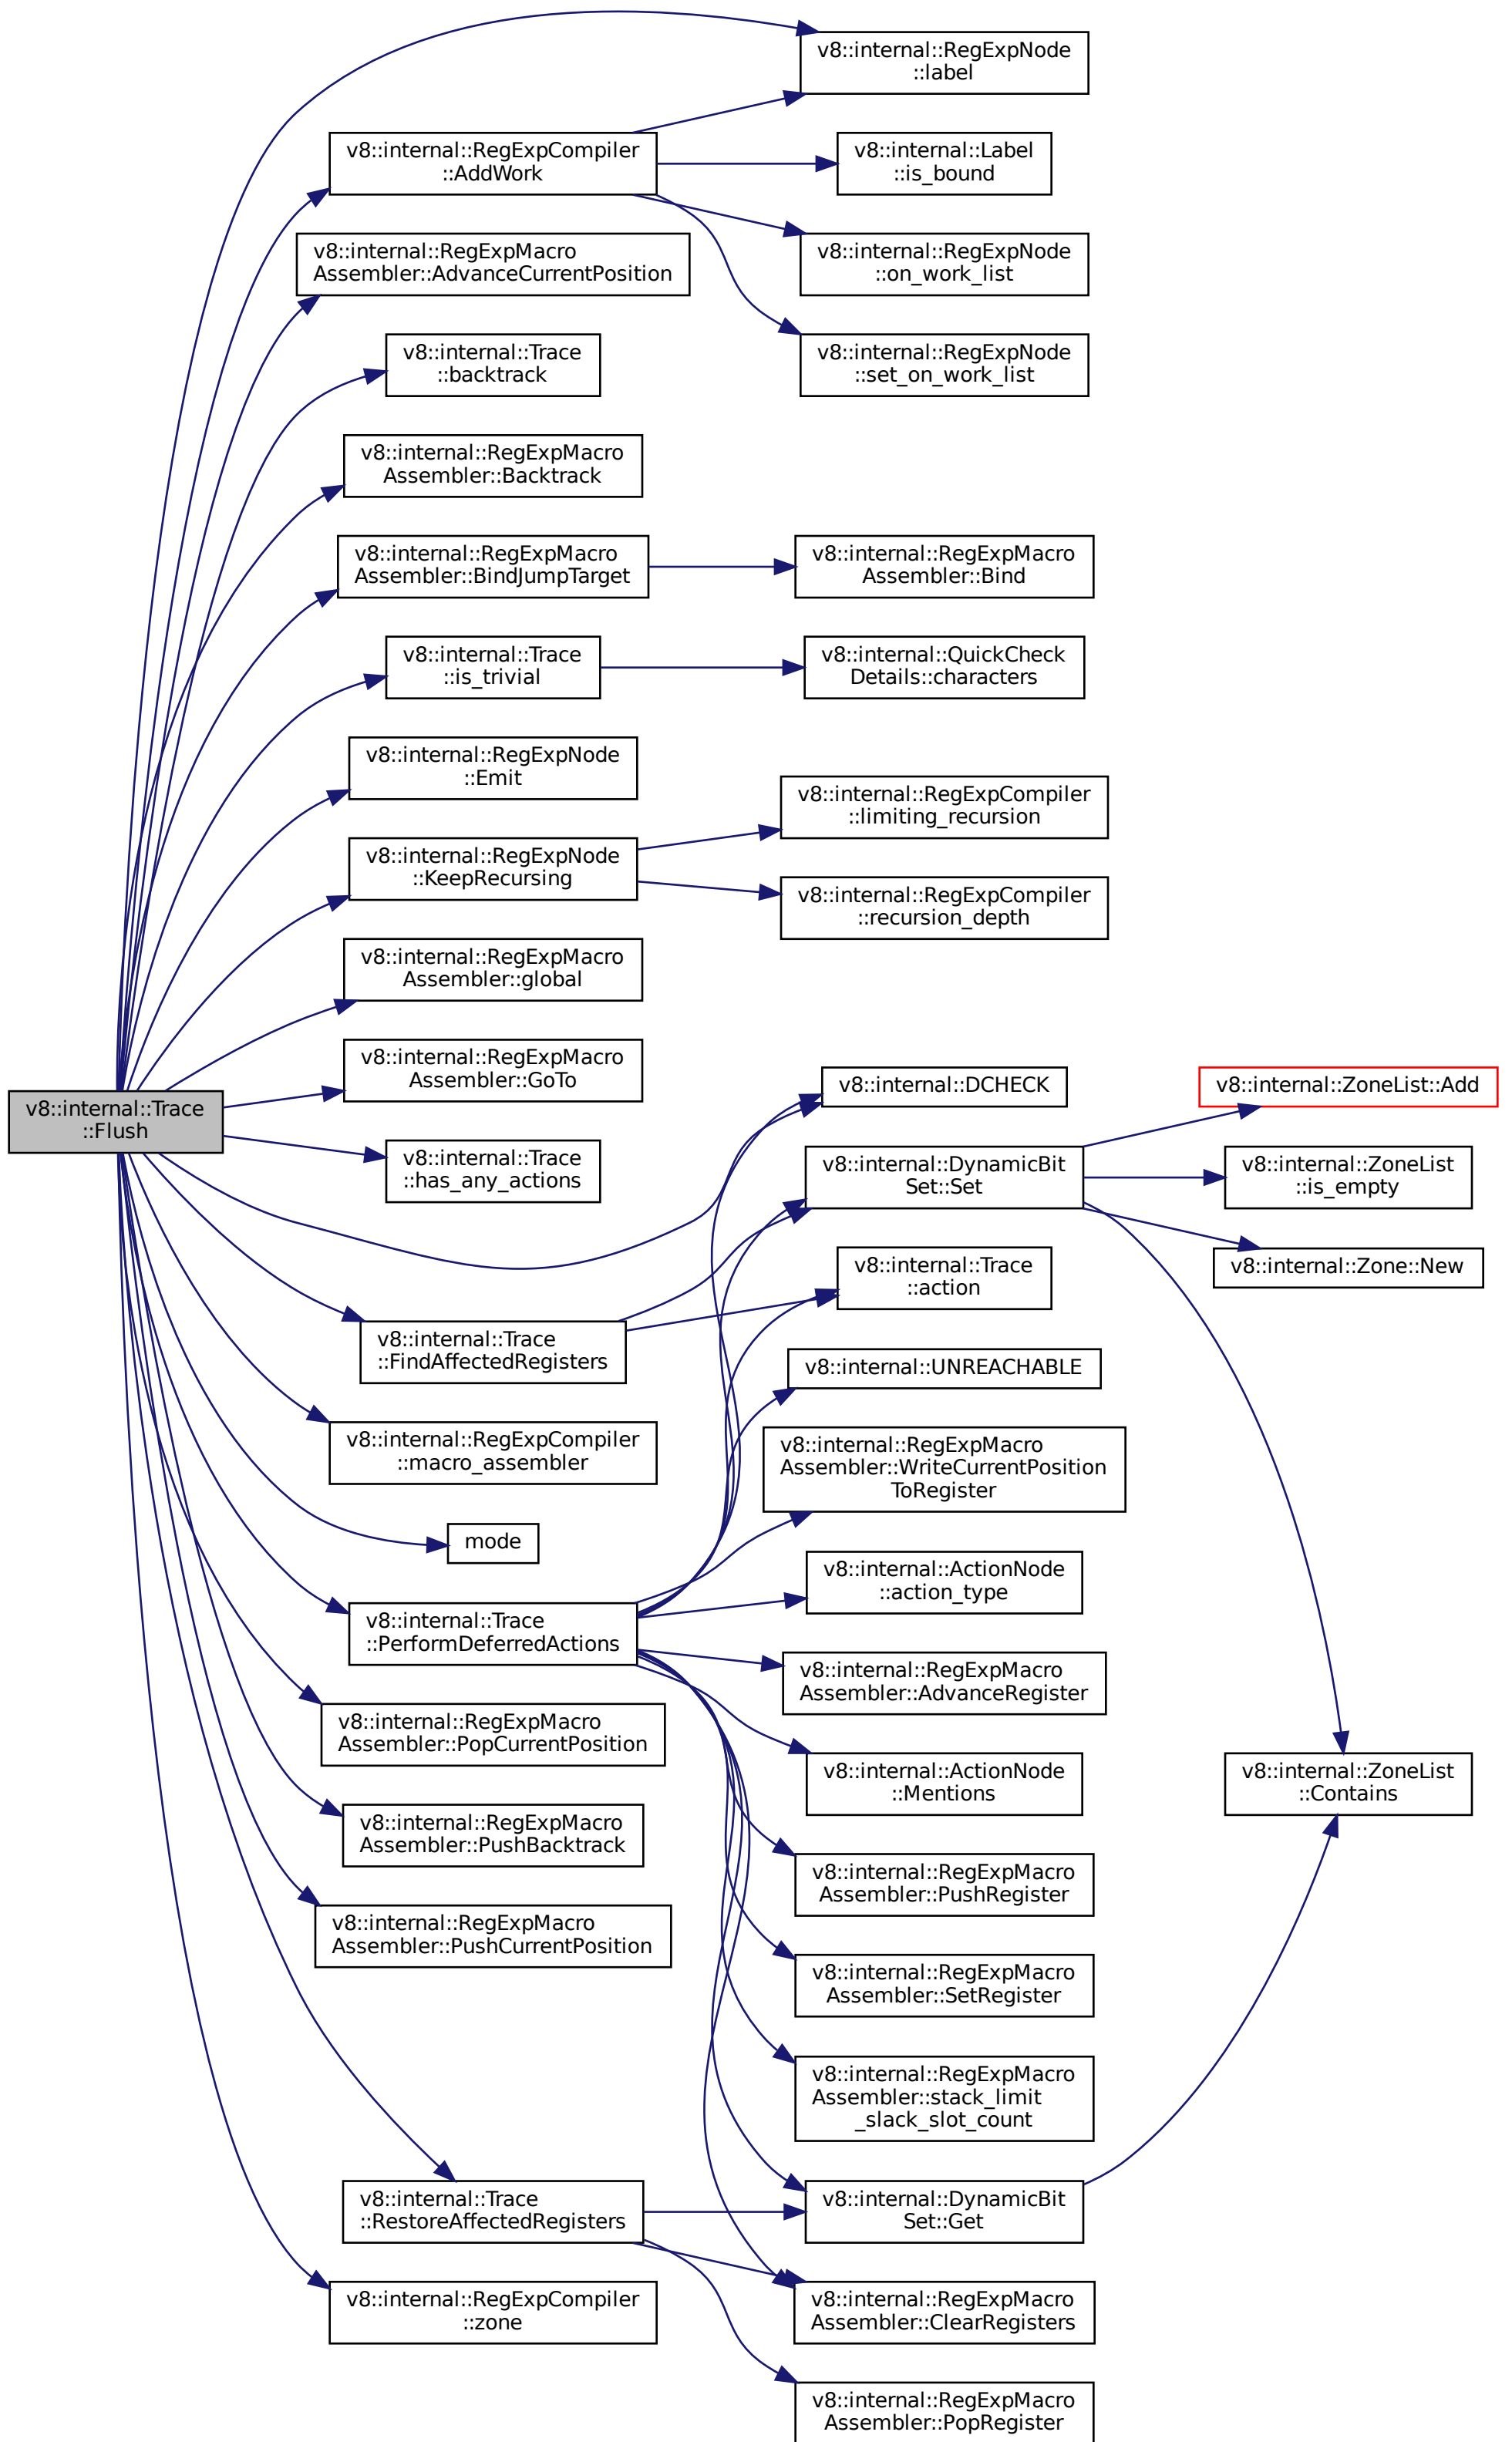 v8::internal::RegExpNode
::label
v8::internal::RegExpCompiler
::AddWork
v8::internal::Label
::is_bound
v8::internal::RegExpMacro
Assembler::AdvanceCurrentPosition
v8::internal::RegExpNode
::on_work_list
v8::internal::Trace
::backtrack
v8::internal::RegExpNode
::set_on_work_list
v8::internal::RegExpMacro
Assembler::Backtrack
v8::internal::RegExpMacro
Assembler::BindJumpTarget
v8::internal::RegExpMacro
Assembler::Bind
v8::internal::Trace
::is_trivial
v8::internal::QuickCheck
Details::characters
v8::internal::RegExpNode
::Emit
v8::internal::RegExpCompiler
::limiting_recursion
v8::internal::RegExpNode
::KeepRecursing
v8::internal::RegExpCompiler
::recursion_depth
v8::internal::RegExpMacro
Assembler::global
v8::internal::RegExpMacro
Assembler::GoTo
v8::internal::DCHECK
v8::internal::ZoneList::Add
v8::internal::Trace
::Flush
v8::internal::Trace
::has_any_actions
v8::internal::DynamicBit
Set::Set
v8::internal::ZoneList
::is_empty
v8::internal::Trace
::action
v8::internal::Zone::New
v8::internal::Trace
::FindAffectedRegisters
v8::internal::UNREACHABLE
v8::internal::RegExpCompiler
::macro_assembler
v8::internal::RegExpMacro
Assembler::WriteCurrentPosition
ToRegister
mode
v8::internal::ActionNode
::action_type
v8::internal::Trace
::PerformDeferredActions
v8::internal::RegExpMacro
Assembler::AdvanceRegister
v8::internal::RegExpMacro
Assembler::PopCurrentPosition
v8::internal::ActionNode
::Mentions
v8::internal::ZoneList
::Contains
v8::internal::RegExpMacro
Assembler::PushBacktrack
v8::internal::RegExpMacro
Assembler::PushRegister
v8::internal::RegExpMacro
Assembler::PushCurrentPosition
v8::internal::RegExpMacro
Assembler::SetRegister
v8::internal::RegExpMacro
Assembler::stack_limit
_slack_slot_count
v8::internal::Trace
::RestoreAffectedRegisters
v8::internal::DynamicBit
Set::Get
v8::internal::RegExpCompiler
::zone
v8::internal::RegExpMacro
Assembler::ClearRegisters
v8::internal::RegExpMacro
Assembler::PopRegister